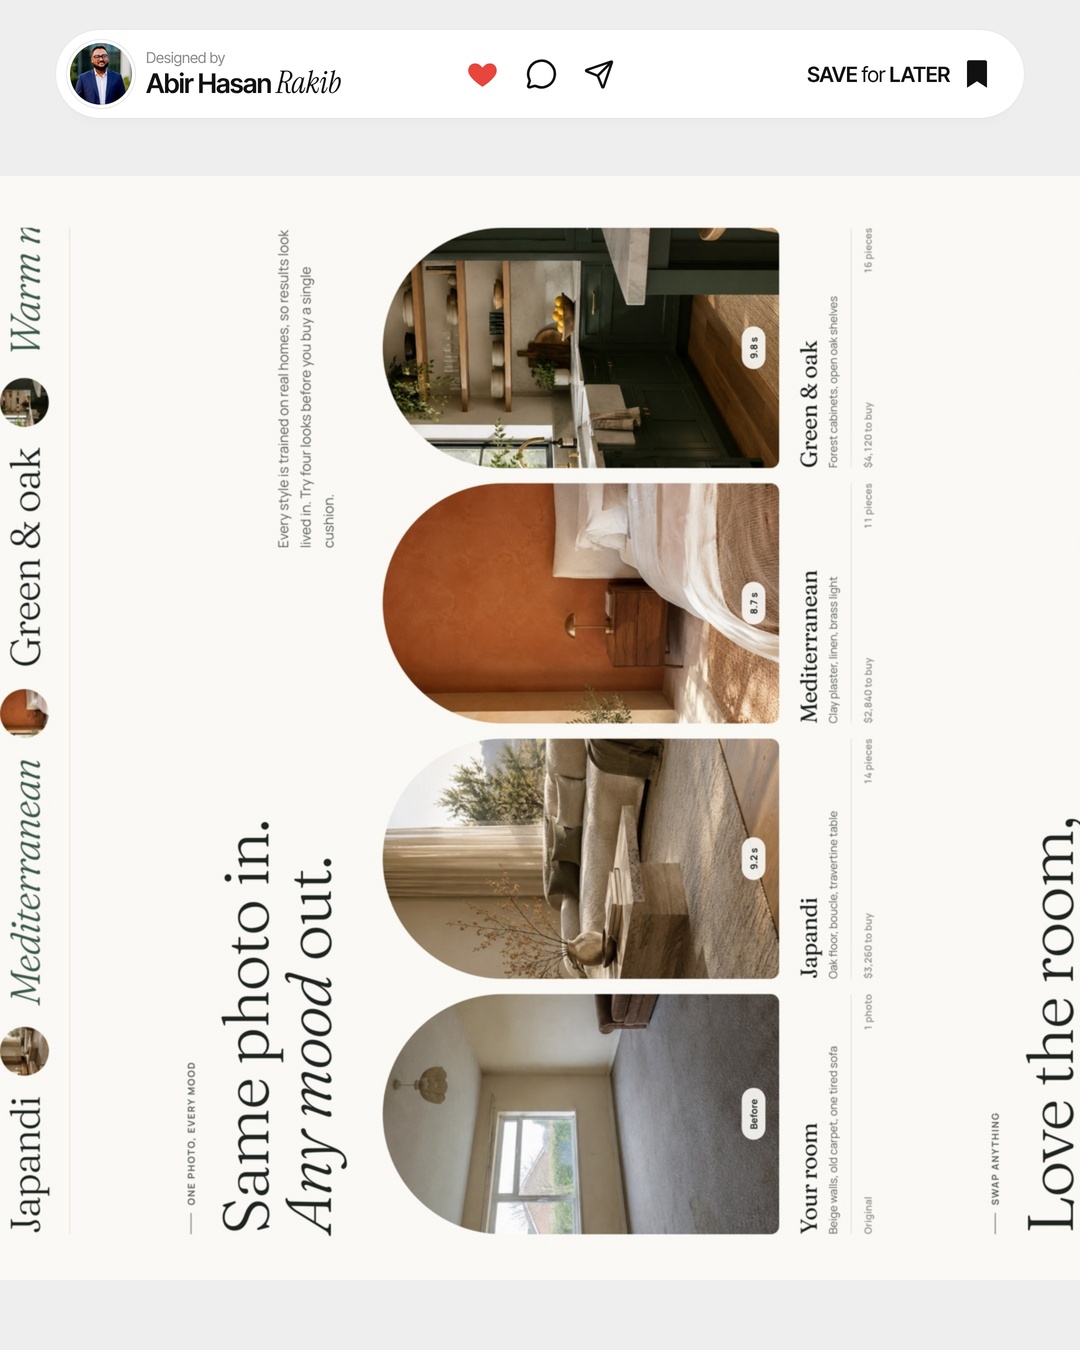 Designed by
Abir Hasan Rakib
SAVE for LATER
Japandi
Mediterranean
Green & oak
Warm n
ONE PHOTO, EVERY MOOD
Same photo in.
Any mood out.
Every style is trained on real homes, so results look
lived in. Try four looks before you buy a single
cushion.
Before
Your room
Beige walls, old carpet, one tired sofa
Original
1 photo
9.2 s
Japandi
Oak floor, boucle, travertine table
$3,260 to buy
14 pieces
8.7 s
Mediterranean
Clay plaster, linen, brass light
$2,840 to buy
11 pieces
9.8 s
Green & oak
Forest cabinets, open oak shelves
$4,120 to buy
16 pieces
SWAP ANYTHING
Love the room,